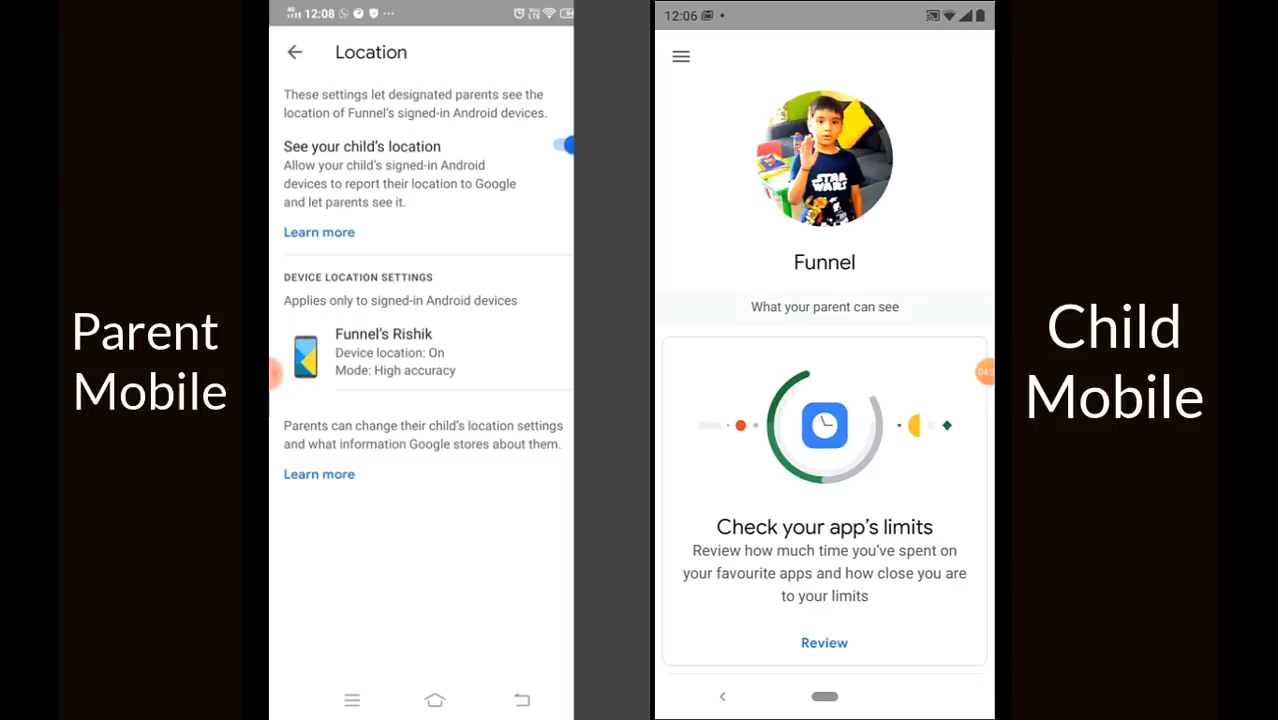 Parent
Mobile
12:08
Location
These settings let designated parents see the
location of Funnel's signed-in Android devices.
See your child's location
Allow your child's signed-in Android
devices to report their location to Google
and let parents see it.
Learn more
DEVICE LOCATION SETTINGS
Applies only to signed-in Android devices
Funnel's Rishik
Device location: On
Mode: High accuracy
Parents can change their child's location settings
and what information Google stores about them.
Learn more
12:06
STAR
WARS
Funnel
What your parent can see
Check your app's limits
Review how much time you've spent on
your favourite apps and how close you are
to your limits
Review
Child
Mobile